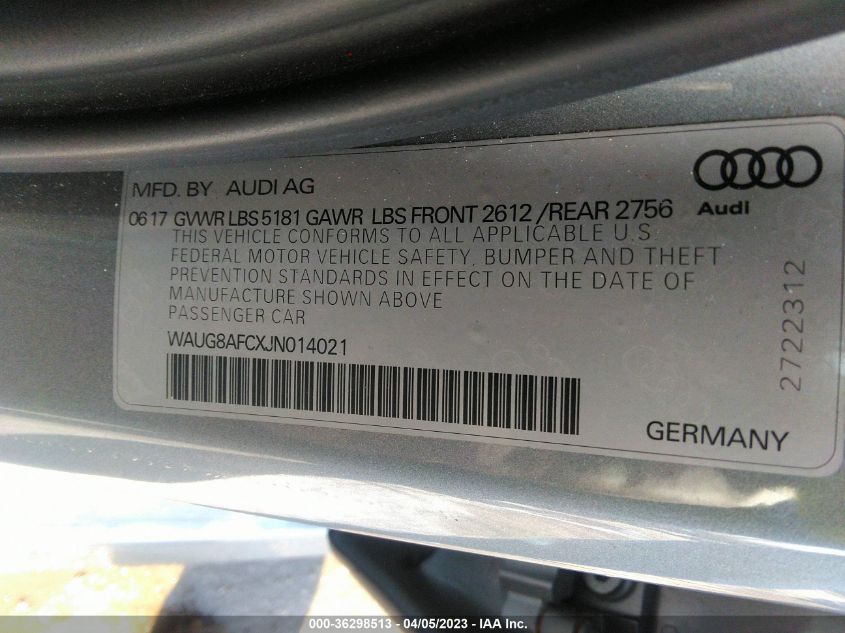 MFD. BY AUDI AG
Audi
0617 GVWR LBS 5181 GAWR LBS FRONT 2612 /REAR 2756
THIS VEHICLE CONFORMS TO ALL APPLICABLE U.S
FEDERAL MOTOR VEHICLE SAFETY, BUMPER AND THEFT
PREVENTION STANDARDS IN EFFECT ON THE DATE OF
MANUFACTURE SHOWN ABOVE
PASSENGER CAR
WAUG8AFCXJN014021
2722312
GERMANY
000-36298513 - 04/05/2023 - IAA Inc.